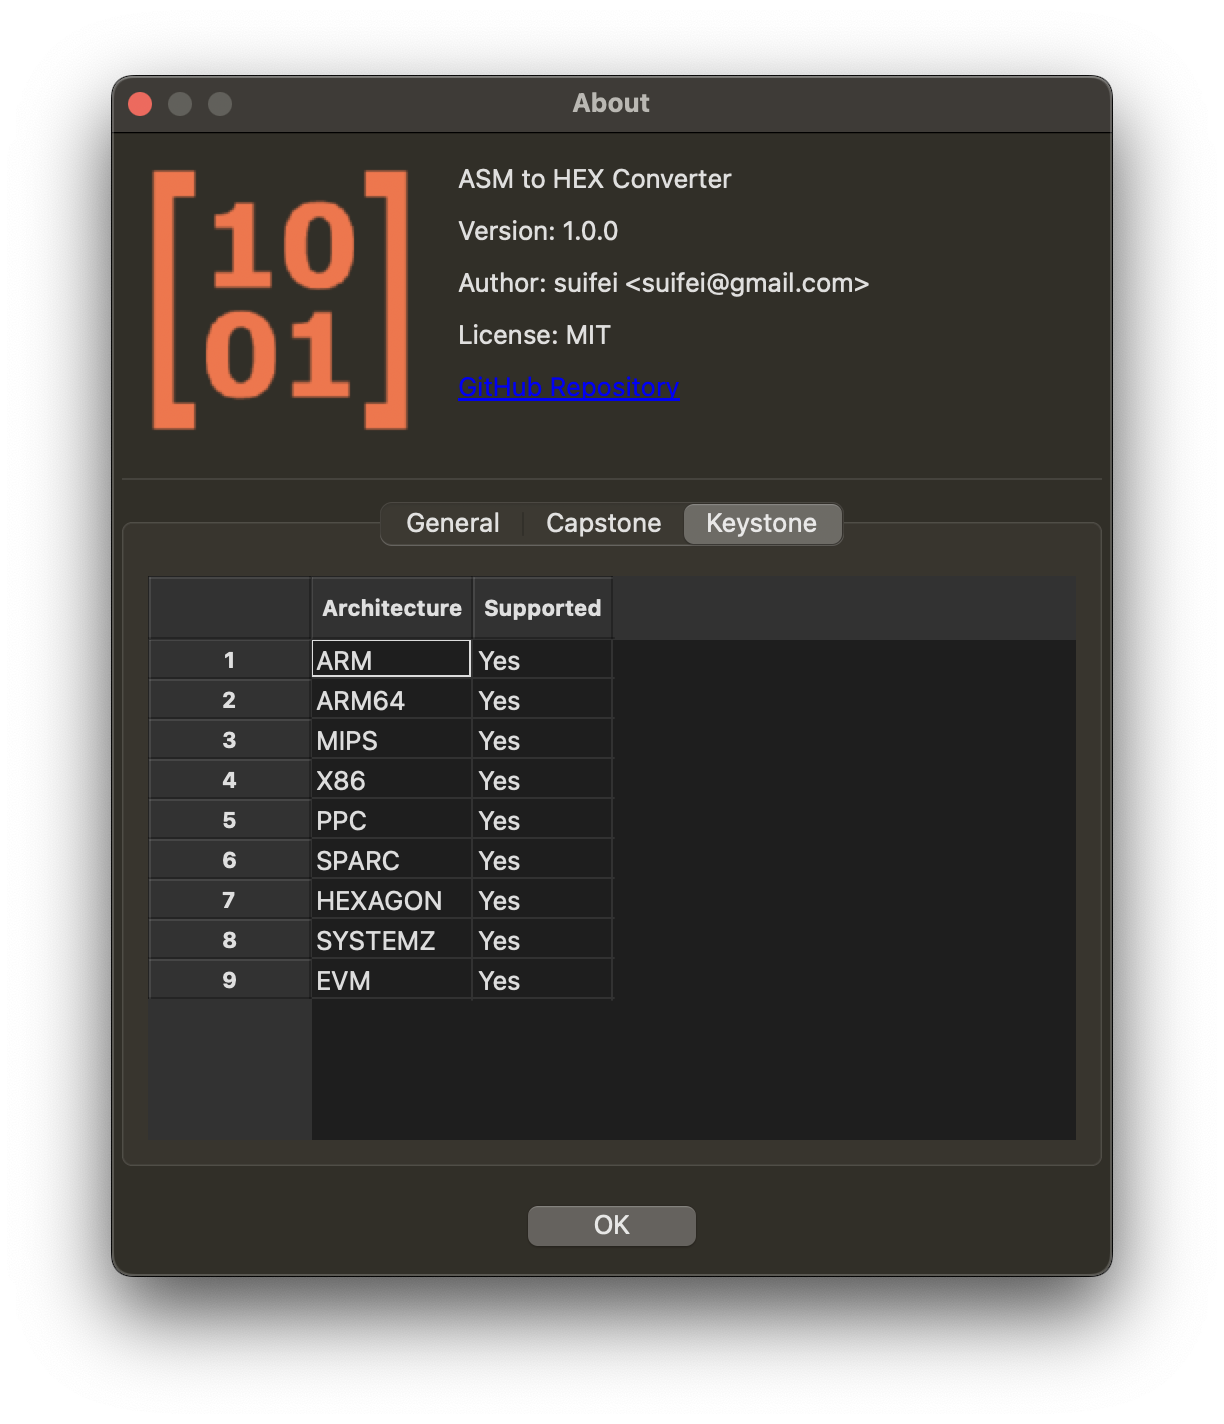 About
10
01
ASM to HEX Converter
Version: 1.0.0
Author: suifei <suifei@gmail.com>
License: MIT
GitHub Repository
General Capstone Keystone
Architecture Supported
1 ARM Yes
2 ARM64 Yes
3 MIPS Yes
4 X86 Yes
5 PPC Yes
6 SPARC Yes
7 HEXAGON Yes
8 SYSTEMZ Yes
9 EVM Yes
OK